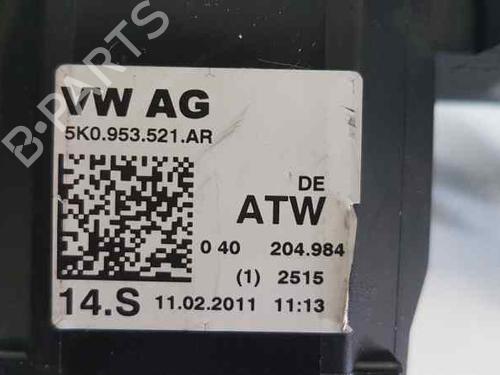 B-PARTS
VW AG
5K0.953.521.AR
DE
ATW
0 40 204.984
(1) 2515
14.S 11.02.2011 11:13